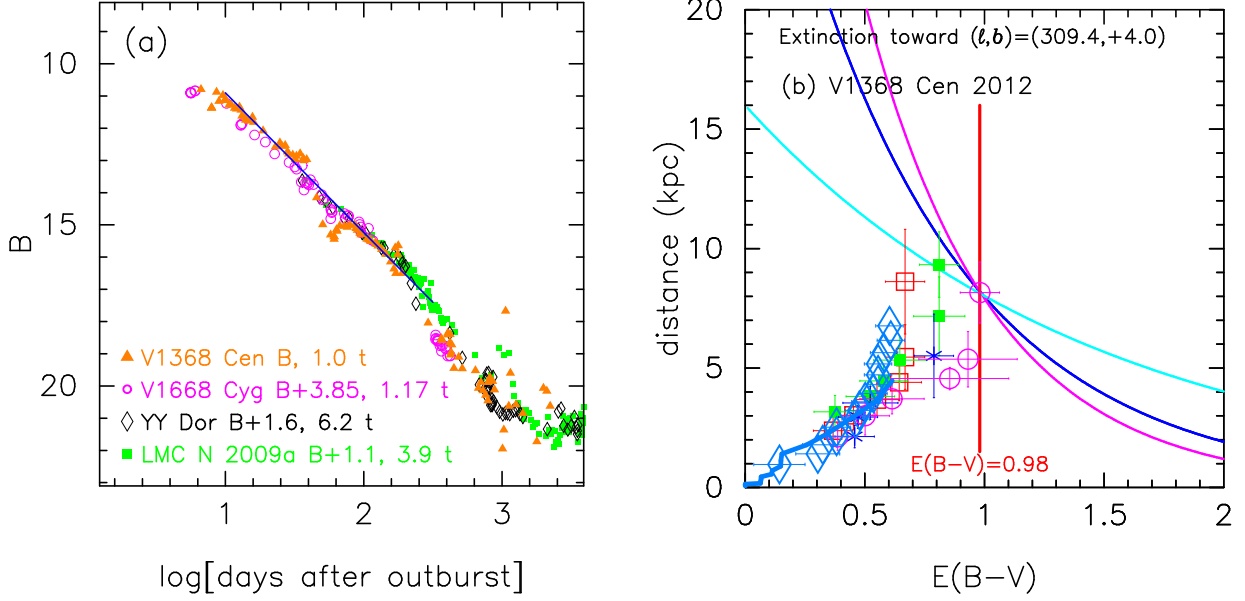 (a)
10
15
20
B
V1368 Cen B, 1.0 t
V1668 Cyg B+3.85, 1.17 t
YY Dor B+1.6, 6.2 t
LMC N 2009a B+1.1, 3.9 t
1 2 3
log[days after outburst]
Extinction toward (l,b)=(309.4,+4.0)
(b) V1368 Cen 2012
20
15
10
5
0
distance (kpc)
E(B−V)=0.98
0 0.5 1 1.5 2
E(B−V)